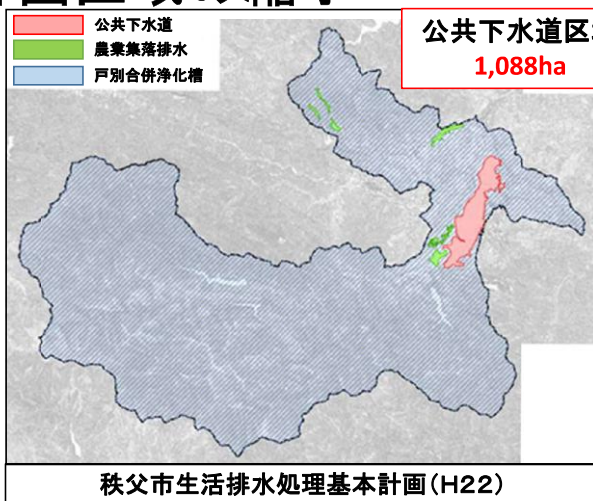 公共下水道
農業集落排水
戸別合併浄化槽
公共下水道区
1,088ha
秩父市生活排水処理基本計画(H22)